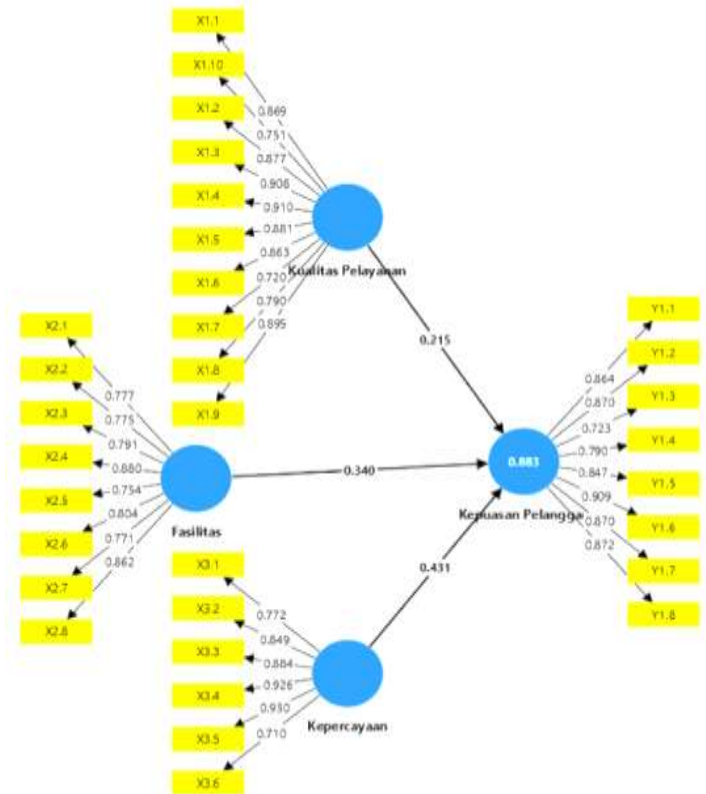 X1.1
X1.10
X1.2
X1.3
X1.4
X1.5
X1.6
X1.7
X1.8
X1.9
0.869
0.751
0.877
0.906
0.910
0.881
0.863
0.720
0.790
0.895
Kualitas Pelayanan
0.215
X2.1
X2.2
X2.3
X2.4
X2.5
X2.6
X2.7
X2.8
0.777
0.775
0.791
0.880
0.754
0.804
0.771
0.862
Fasilitas
0.340
X3.1
X3.2
X3.3
X3.4
X3.5
X3.6
0.772
0.849
0.884
0.926
0.930
0.710
Kepercayaan
0.431
0.883
Kepuasan Pelangga
0.864
0.870
0.723
0.790
0.847
0.909
0.870
0.872
Y1.1
Y1.2
Y1.3
Y1.4
Y1.5
Y1.6
Y1.7
Y1.8